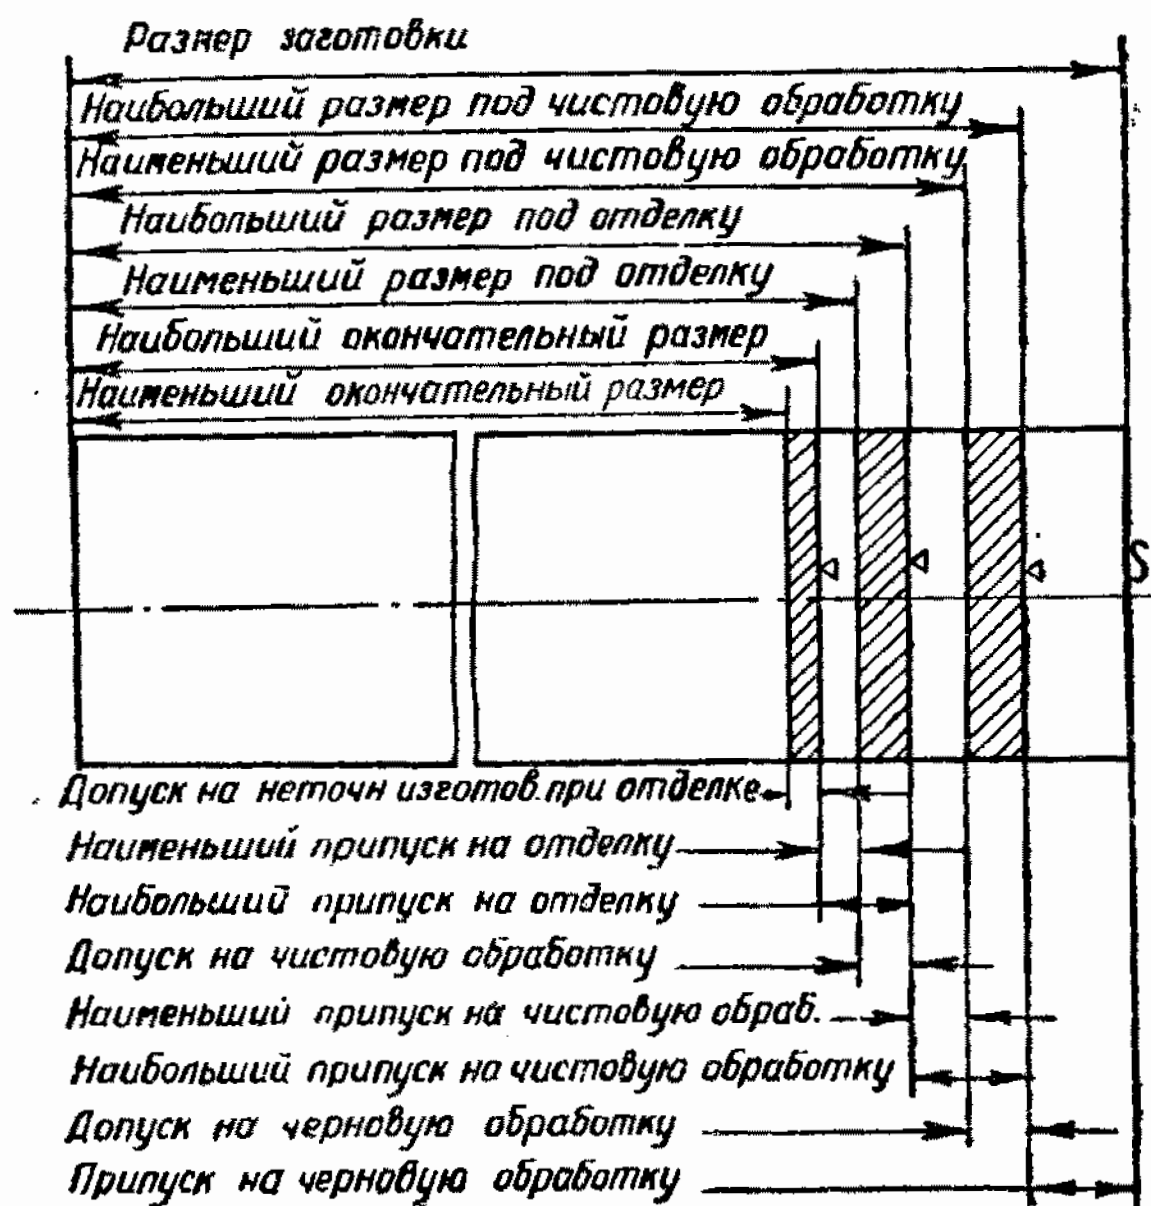 Размер заготовки
Наибольший размер под чистовую обработку
Наименьший размер под чистовую обработку
Наибольший размер под отделку
Наименьший размер под отделку
Наибольший окончательный размер
Наименьший окончательный размер
S
Допуск на неточн изготов. при отделке
Наименьший припуск на отделку
Наибольший припуск на отделку
Допуск на чистовую обработку
Наименьший припуск на чистовую обраб.
Наибольший припуск на чистовую обработку
Допуск на черновую обработку
Припуск на черновую обработку